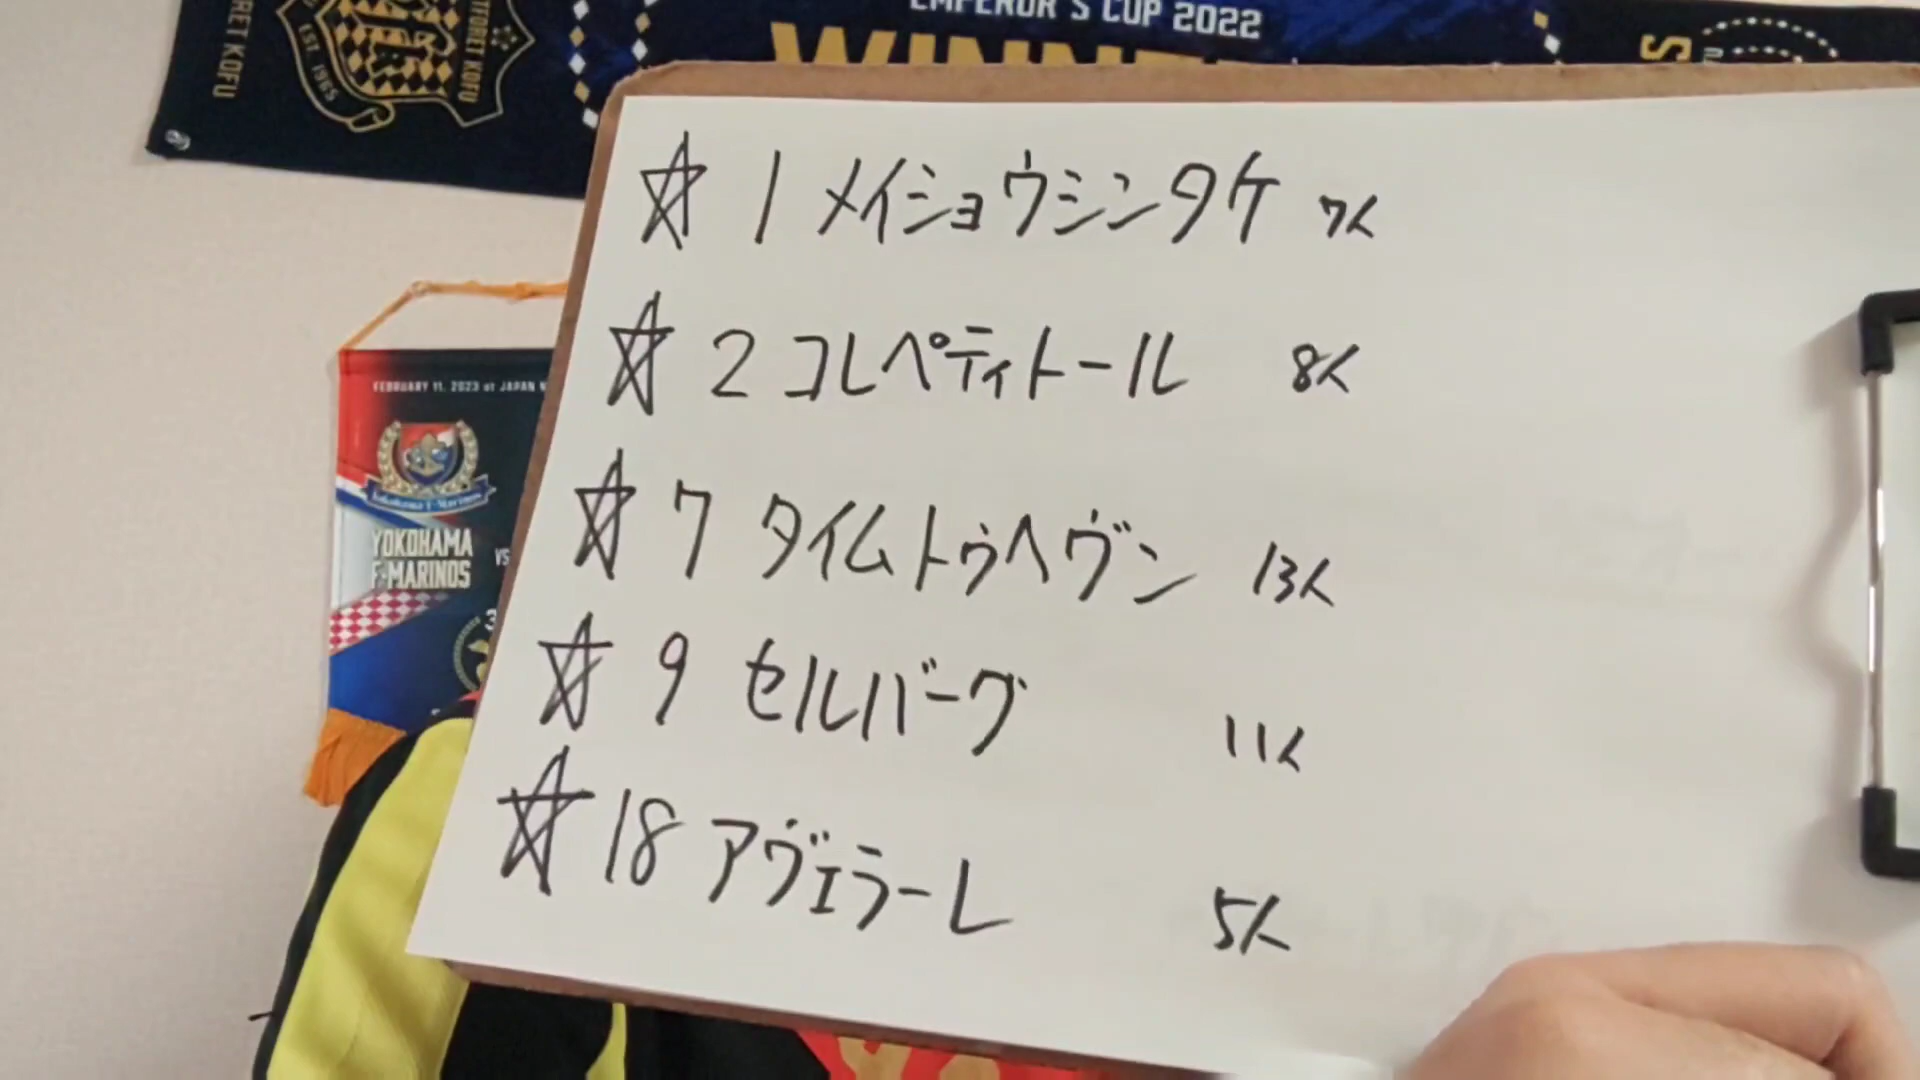 EMPEROR'S CUP 2022
EST 1965
☆ 1 メイショウシンタケ 7人
☆ 2 コレペティトール 8人
☆ 7 タイムトゥヘヴン 13人
☆ 9 セルバーグ 11人
☆ 18 アヴェラーレ 5人
FEBRUARY 11, 2023 at JAPAN
YOKOHAMA
F·MARINOS
VS